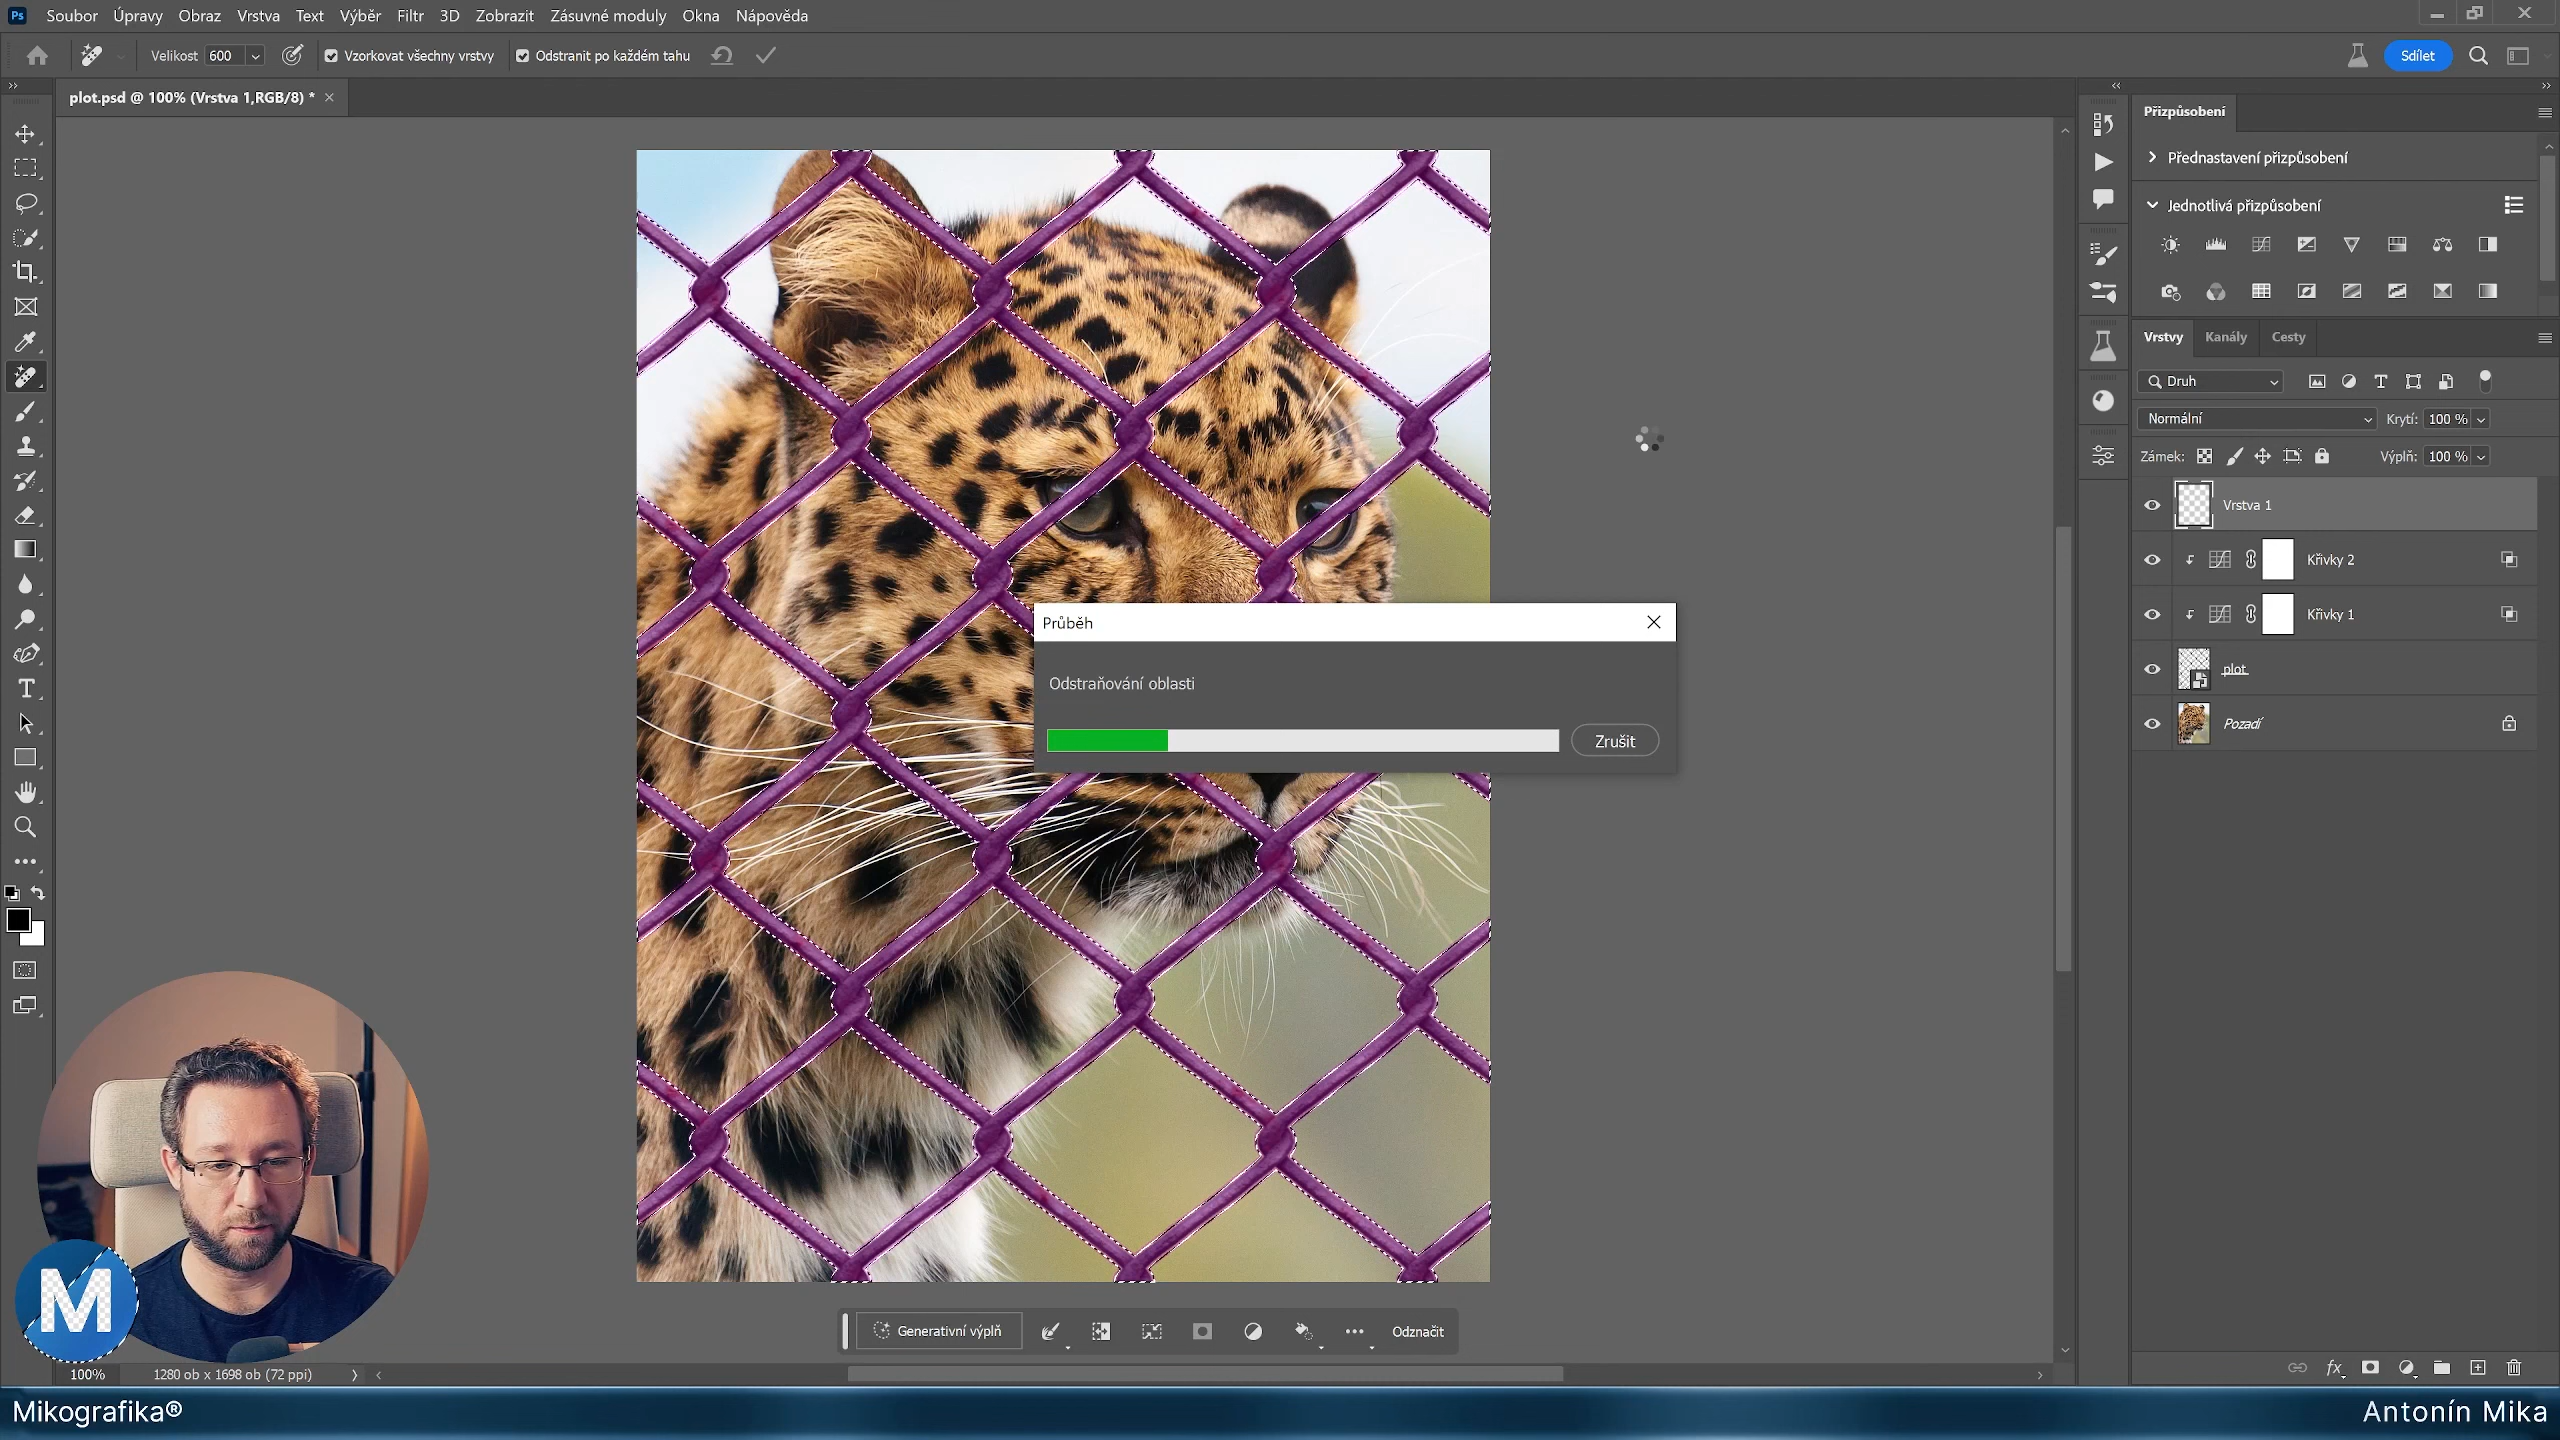 Ps Soubor Úpravy Obraz Vrstva Text Výběr Filtr 3D Zobrazit Zásuvné moduly Okna Nápověda
Velikost 600 Vzorkovat všechny vrstvy Odstranit po každém tahu Sdílet
plot.psd @ 100% (Vrstva 1,RGB/8) *
Přizpůsobení
Přednastavení přizpůsobení
Jednotlivá přizpůsobení
Vrstvy Kanály Cesty
Druh
Normální Krytí: 100 %
Zámek: Výplň: 100 %
Vrstva 1
Křivky 2
Křivky 1
plot
Pozadí
Průběh
Odstraňování oblasti
Zrušit
M
Generativní výplň Odznačit
100% 1280 ob x 1698 ob (72 ppi)
Mikografika® Antonín Mika